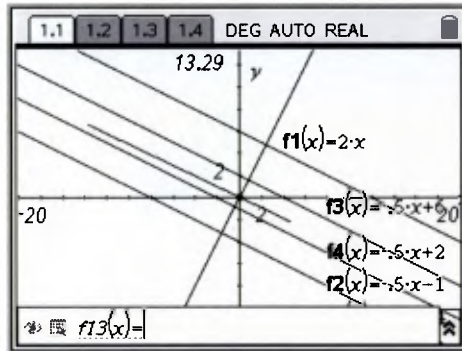 1.1 1.2 1.3 1.4 DEG AUTO REAL
13.29 y
f1(x)=2·x
2
-20 2 f3(x)=-.5·x+6 20
f4(x)=-.5·x+2
f2(x)=-.5·x-1
f13(x)=